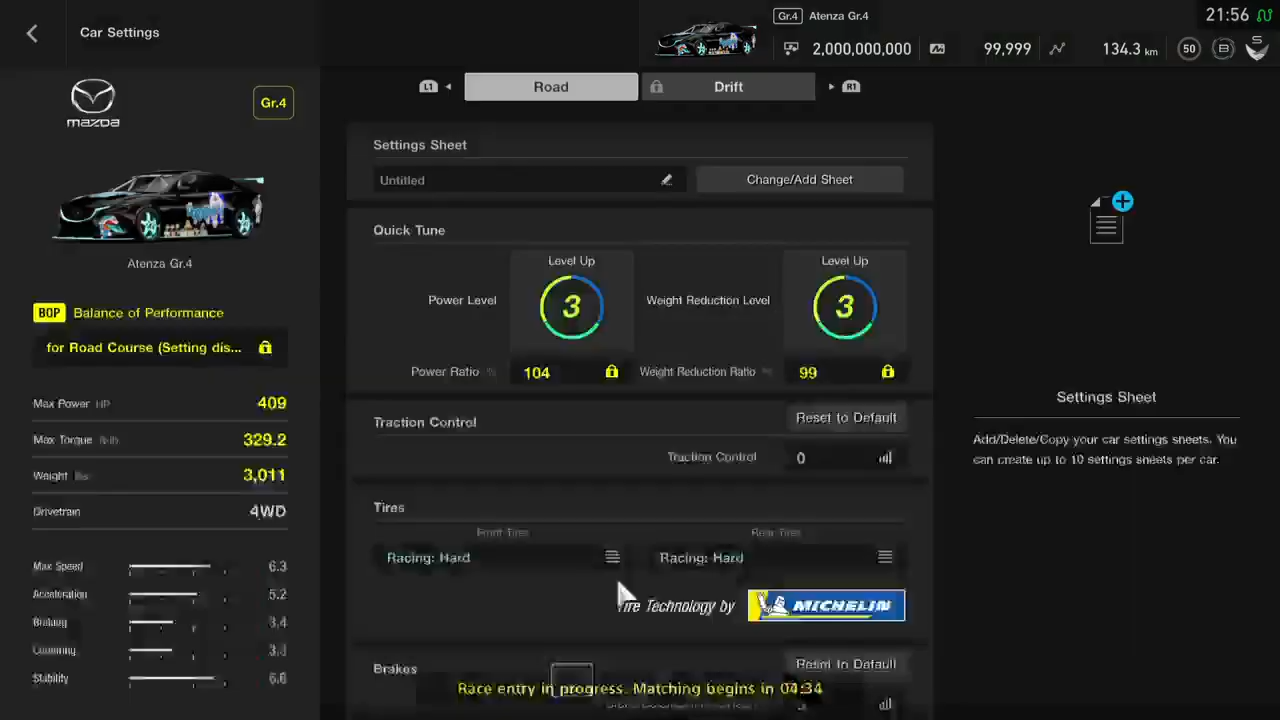 Car Settings
Gr.4 Atenza Gr.4
21:56
2,000,000,000
99,999
134.3 km
50
B
S
mazda
Gr.4
Atenza Gr.4
BOP Balance of Performance
for Road Course (Setting dis...
Max Power HP 409
Max Torque 329.2
Weight 3,011
Drivetrain 4WD
Max Speed 6.3
Acceleration 5.2
Braking 3.4
Cornering
Stability
L1 Road Drift R1
Settings Sheet
Untitled Change/Add Sheet
Quick Tune
Level Up Level Up
Power Level 3 Weight Reduction Level 3
Power Ratio 104 Weight Reduction Ratio 99
Traction Control Reset to Default
Traction Control 0
Tires
Front Tires Rear Tires
Racing: Hard Racing: Hard
Tire Technology by MICHELIN
Brakes Reset to Default
Race entry in progress. Matching begins in 04:34
Settings Sheet
Add/Delete/Copy your car settings sheets. You
can create up to 10 settings sheets per car.